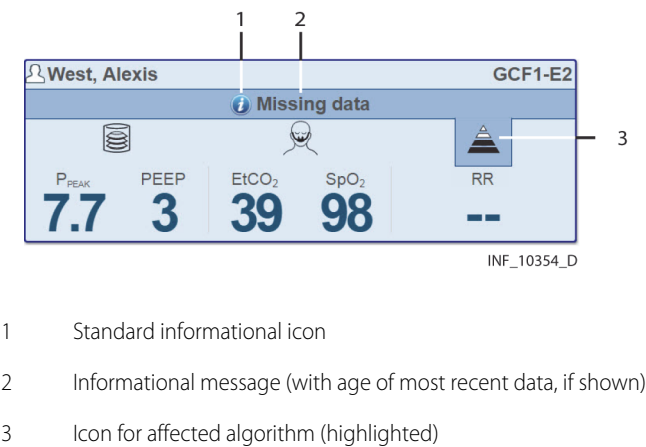 1 2
West, Alexis GCF1-E2
i Missing data
3
P PEAK PEEP EtCO₂ SpO₂ RR
7.7 3 39 98 --
INF_10354_D
1 Standard informational icon
2 Informational message (with age of most recent data, if shown)
3 Icon for affected algorithm (highlighted)